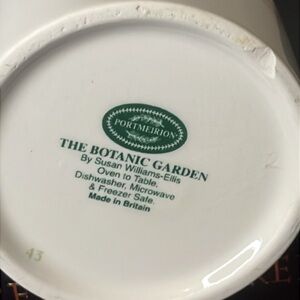 PORTMEIRION
THE BOTANIC GARDEN
By Susan Williams-Ellis
Oven to Table,
Dishwasher, Microwave
& Freezer Safe.
Made in Britain
43